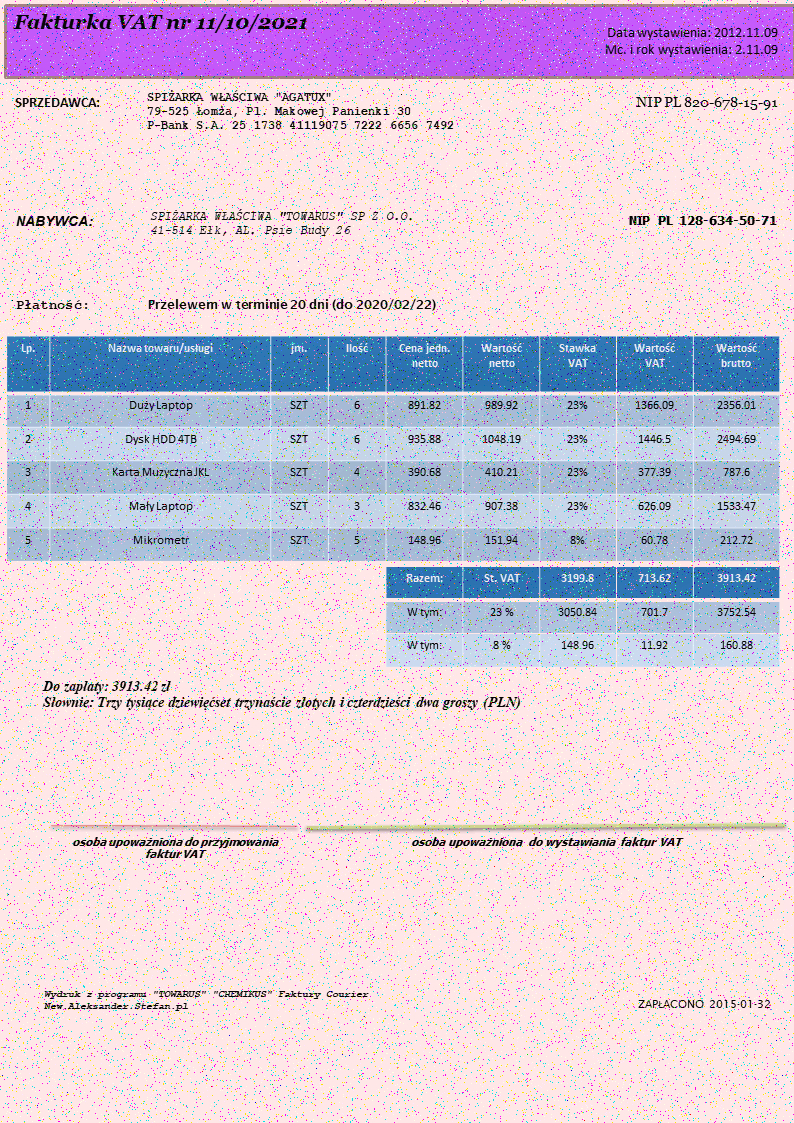 Fakturka VAT nr 11/10/2021
Data wystawienia: 2012.11.09
Mc. i rok wystawienia: 2.11.09
SPRZEDAWCA: SPIŻARKA WŁAŚCIWA "AGATUX" NIP PL 820-678-15-91
79-525 Łomża, Pl. Makowej Panienki 30
P-Bank S.A. 25 1738 41119075 7222 6656 7492
NABYWCA: SPIŻARKA WŁAŚCIWA "TOWARUS" SP Z O.O. NIP PL 128-634-50-71
41-514 Ełk, AL. Psie Budy 26
Płatność: Przelewem w terminie 20 dni (do 2020/02/22)
Lp. Nazwa towaru/usługi jm. Ilość Cena jedn. netto Wartość netto Stawka VAT Wartość VAT Wartość brutto
1 Duży Laptop SZT 6 891.82 989.92 23% 1366.09 2356.01
2 Dysk HDD 4TB SZT 6 935.88 1048.19 23% 1446.5 2494.69
3 Karta Muzyczna JKL SZT 4 390.68 410.21 23% 377.39 787.6
4 Mały Laptop SZT 3 832.46 907.38 23% 626.09 1533.47
5 Mikrometr SZT 5 148.96 151.94 8% 60.78 212.72
Razem: St. VAT 3199.8 713.62 3913.42
W tym: 23 % 3050.84 701.7 3752.54
W tym: 8 % 148.96 11.92 160.88
Do zapłaty: 3913.42 zł
Słownie: Trzy tysiące dziewięćset trzynaście złotych i czterdzieści dwa groszy (PLN)
osoba upoważniona do przyjmowania faktur VAT
osoba upoważniona do wystawiania faktur VAT
Wydruk z programu "TOWARUS" "CHEMIKUS" Faktury Courier
New.Aleksander.Stefan.pl
ZAPŁACONO 2015-01-32